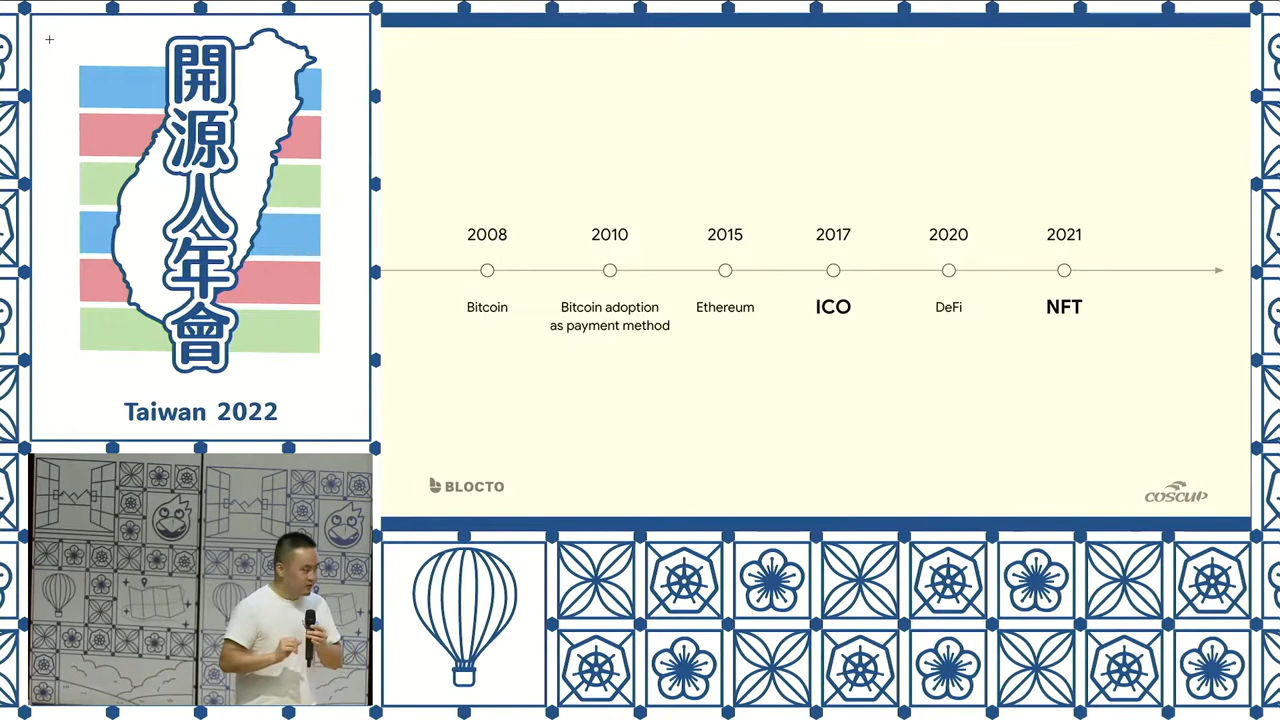 開源人年會
Taiwan 2022
2008
2010
2015
2017
2020
2021
Bitcoin
Bitcoin adoption
as payment method
Ethereum
ICO
DeFi
NFT
BLOCTO
COSCUP